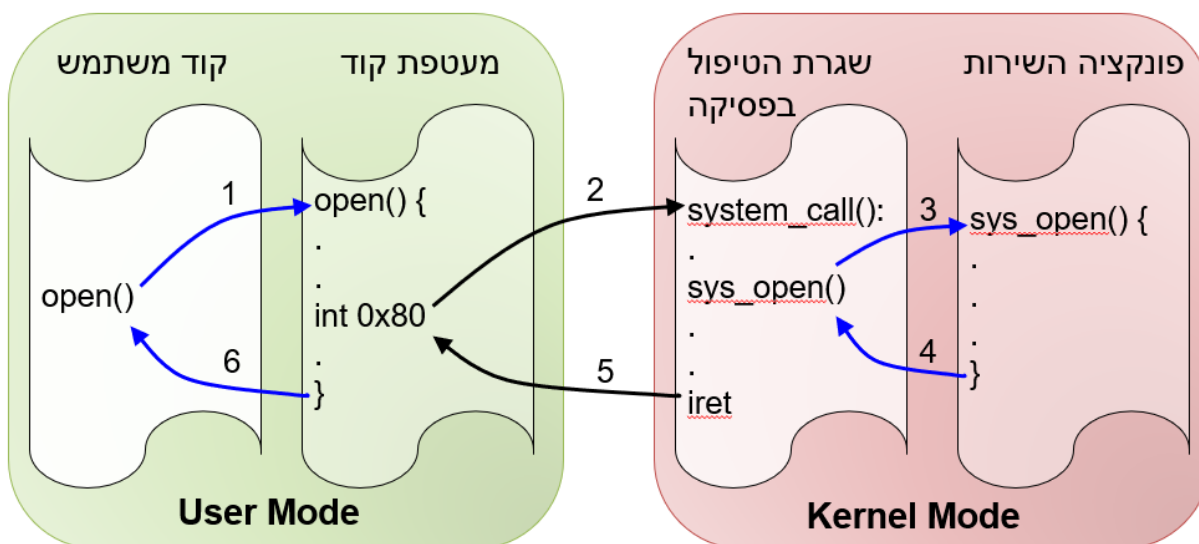 קוד משתמש
מעטפת קוד
שגרת הטיפול
בפסיקה
פונקציה השירות
open()
1
6
open() {
.
.
int 0x80
.
}
2
5
system_call():
.
sys_open()
.
.
iret
3
4
sys_open() {
.
.
.
}
User Mode
Kernel Mode